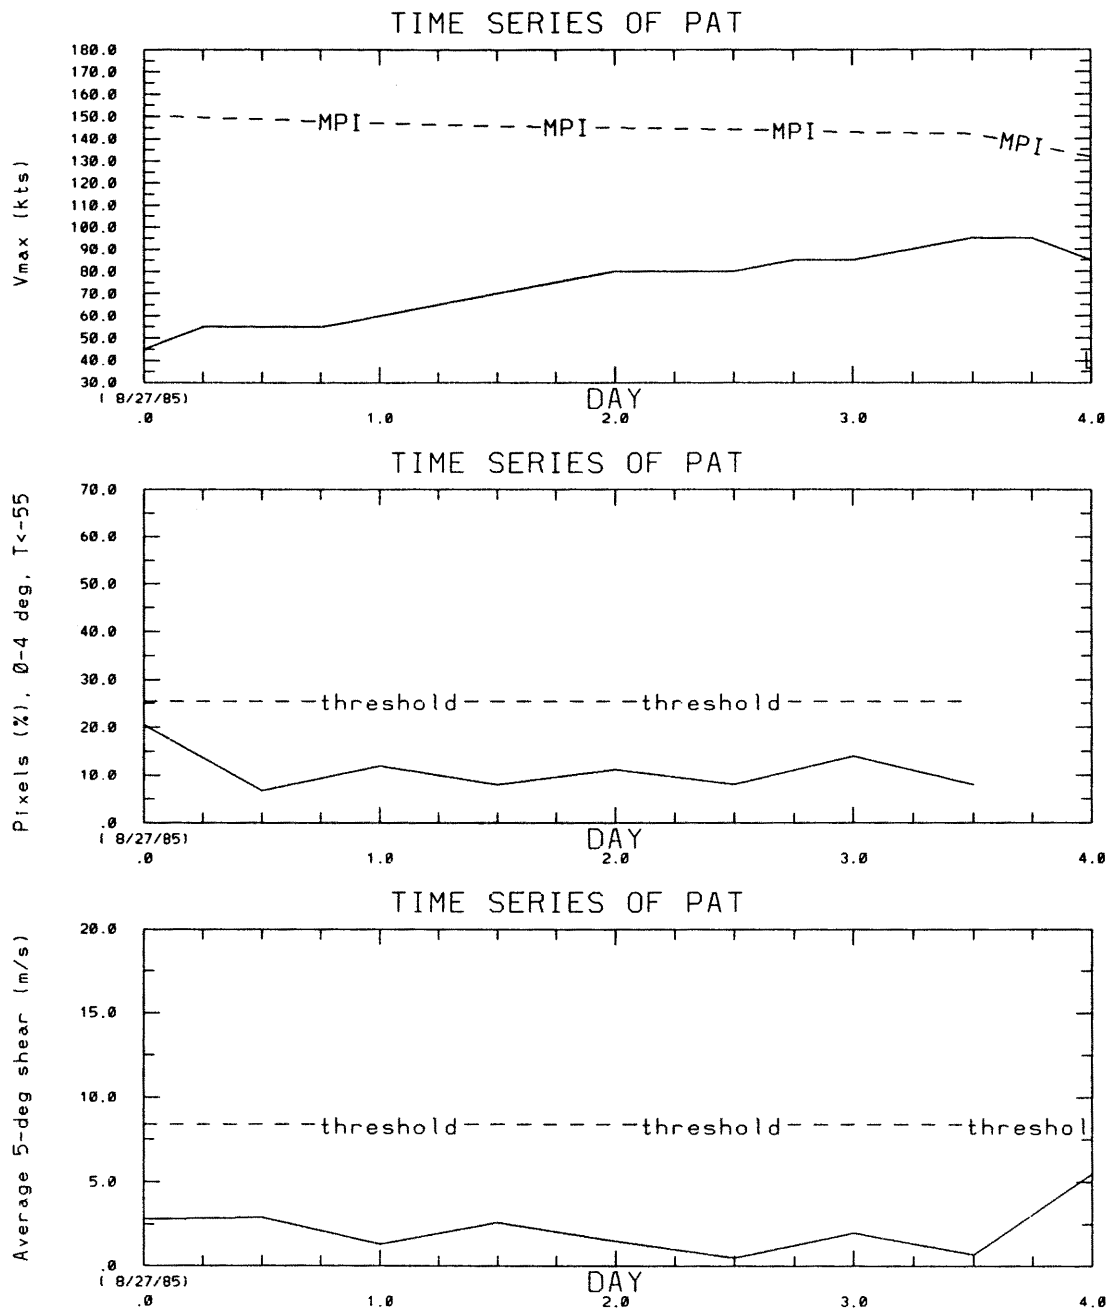 TIME SERIES OF PAT
Vmax (kts)
180.0
170.0
160.0
150.0
140.0
130.0
120.0
110.0
100.0
90.0
80.0
70.0
60.0
50.0
40.0
30.0
MPI MPI MPI MPI
L
( 8/27/85)
DAY
.0 1.0 2.0 3.0 4.0
TIME SERIES OF PAT
Pixels (%), 0-4 deg, T<-55
70.0
60.0
50.0
40.0
30.0
20.0
10.0
.0
threshold threshold
( 8/27/85)
DAY
.0 1.0 2.0 3.0 4.0
TIME SERIES OF PAT
Average 5-deg shear (m/s)
20.0
15.0
10.0
5.0
.0
threshold threshold threshol
( 8/27/85)
DAY
.0 1.0 2.0 3.0 4.0